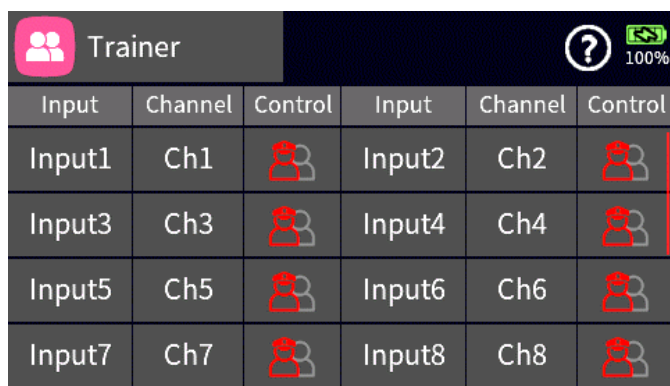 Trainer
?
100%
Input Channel Control Input Channel Control
Input1 Ch1 Input2 Ch2
Input3 Ch3 Input4 Ch4
Input5 Ch5 Input6 Ch6
Input7 Ch7 Input8 Ch8